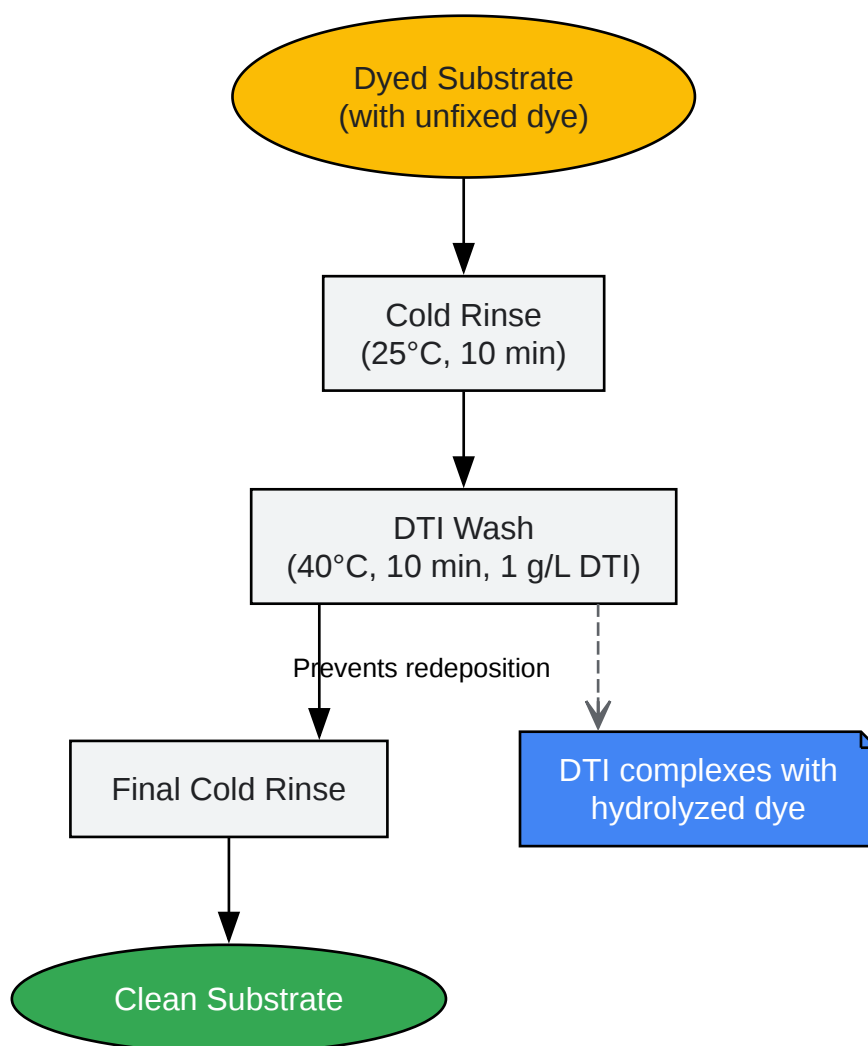 Dyed Substrate
(with unfixed dye)
Cold Rinse
(25°C, 10 min)
DTI Wash
(40°C, 10 min, 1 g/L DTI)
Prevents redeposition
Final Cold Rinse
DTI complexes with
hydrolyzed dye
Clean Substrate